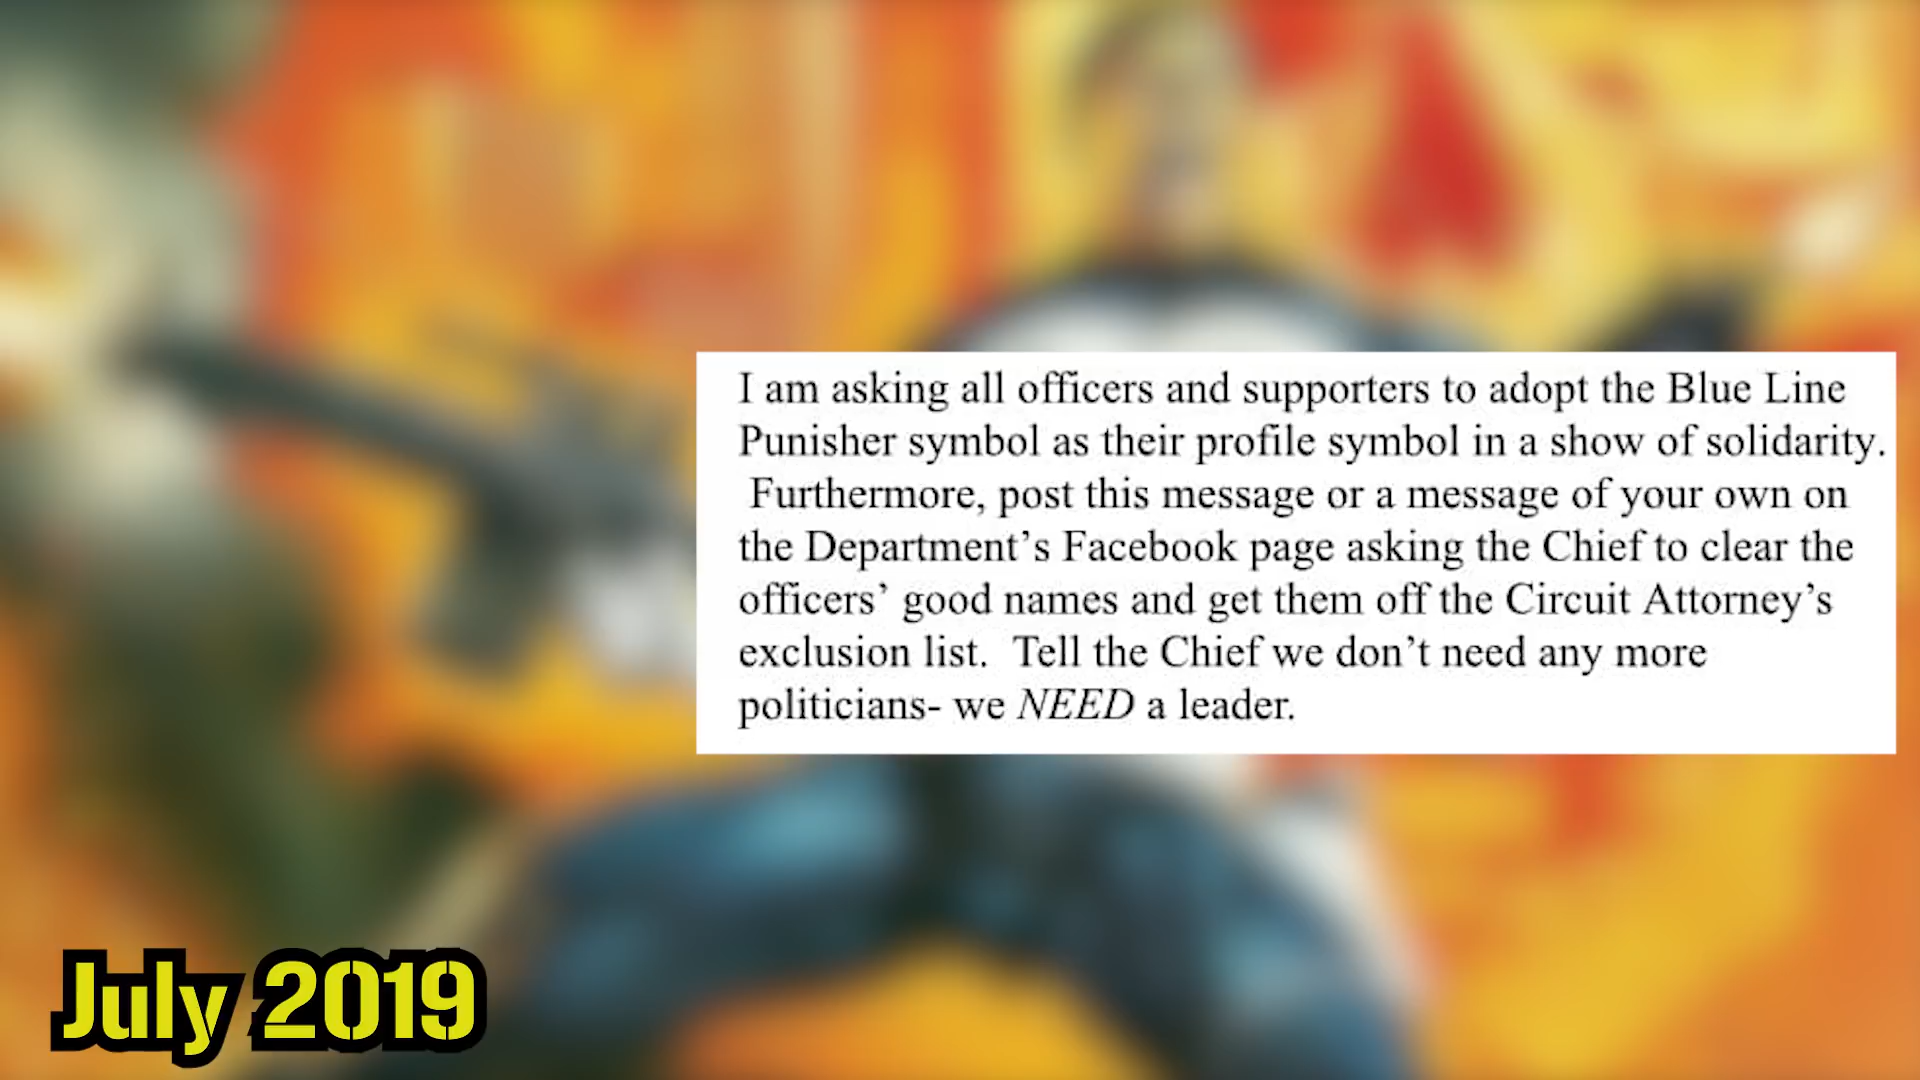 I am asking all officers and supporters to adopt the Blue Line
Punisher symbol as their profile symbol in a show of solidarity.
Furthermore, post this message or a message of your own on
the Department’s Facebook page asking the Chief to clear the
officers’ good names and get them off the Circuit Attorney’s
exclusion list.  Tell the Chief we don’t need any more
politicians- we NEED a leader.
July 2019